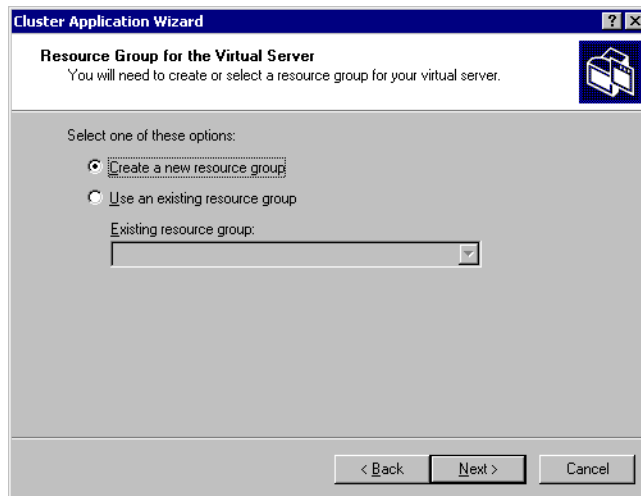 Cluster Application Wizard
Resource Group for the Virtual Server
You will need to create or select a resource group for your virtual server.
Select one of these options:
Create a new resource group
Use an existing resource group
Existing resource group:
< Back Next > Cancel